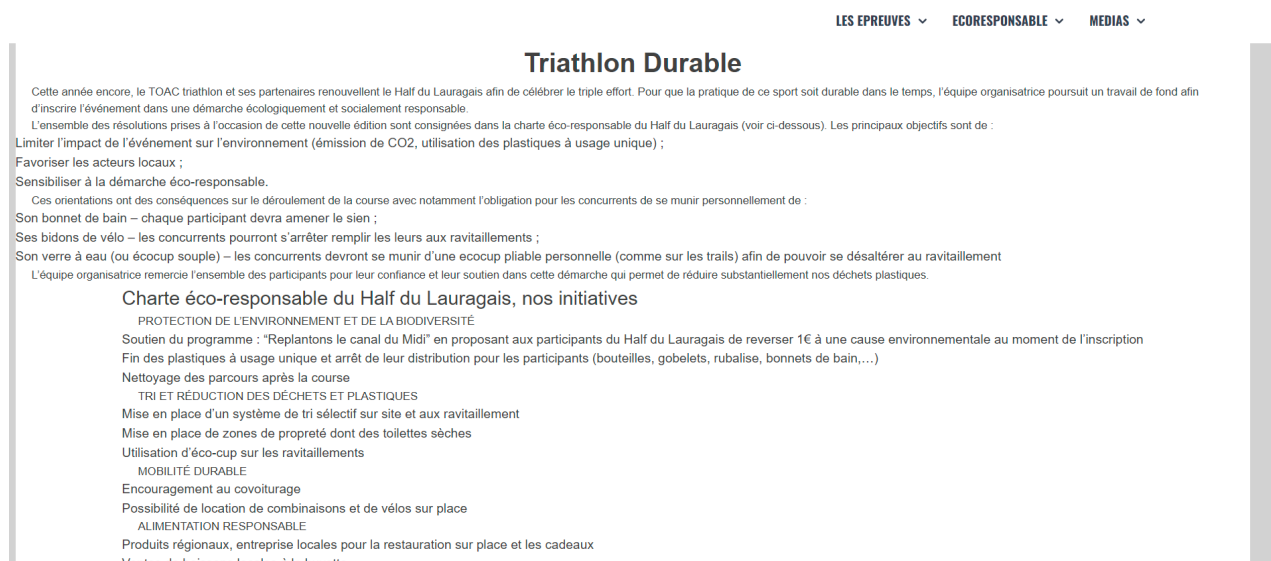 LES EPREUVES ECORESPONSABLE MEDIAS
Triathlon Durable
Cette année encore, le TOAC triathlon et ses partenaires renouvellent le Half du Lauragais afin de célébrer le triple effort. Pour que la pratique de ce sport soit durable dans le temps, l'équipe organisatrice poursuit un travail de fond afin
d'inscrire l'événement dans une démarche écologiquement et socialement responsable.
L'ensemble des résolutions prises à l'occasion de cette nouvelle édition sont consignées dans la charte éco-responsable du Half du Lauragais (voir ci-dessous). Les principaux objectifs sont de :
Limiter l'impact de l'événement sur l'environnement (émission de CO2, utilisation des plastiques à usage unique) ;
Favoriser les acteurs locaux ;
Sensibiliser à la démarche éco-responsable.
Ces orientations ont des conséquences sur le déroulement de la course avec notamment l'obligation pour les concurrents de se munir personnellement de :
Son bonnet de bain – chaque participant devra amener le sien ;
Ses bidons de vélo – les concurrents pourront s'arrêter remplir les leurs aux ravitaillements ;
Son verre à eau (ou écocup souple) – les concurrents devront se munir d'une ecocup pliable personnelle (comme sur les trails) afin de pouvoir se désaltérer au ravitaillement
L'équipe organisatrice remercie l'ensemble des participants pour leur confiance et leur soutien dans cette démarche qui permet de réduire substantiellement nos déchets plastiques.
Charte éco-responsable du Half du Lauragais, nos initiatives
PROTECTION DE L'ENVIRONNEMENT ET DE LA BIODIVERSITÉ
Soutien du programme : “Replantons le canal du Midi” en proposant aux participants du Half du Lauragais de reverser 1€ à une cause environnementale au moment de l'inscription
Fin des plastiques à usage unique et arrêt de leur distribution pour les participants (bouteilles, gobelets, rubalise, bonnets de bain,…)
Nettoyage des parcours après la course
TRI ET RÉDUCTION DES DÉCHETS ET PLASTIQUES
Mise en place d'un système de tri sélectif sur site et aux ravitaillement
Mise en place de zones de propreté dont des toilettes sèches
Utilisation d'éco-cup sur les ravitaillements
MOBILITÉ DURABLE
Encouragement au covoiturage
Possibilité de location de combinaisons et de vélos sur place
ALIMENTATION RESPONSABLE
Produits régionaux, entreprise locales pour la restauration sur place et les cadeaux